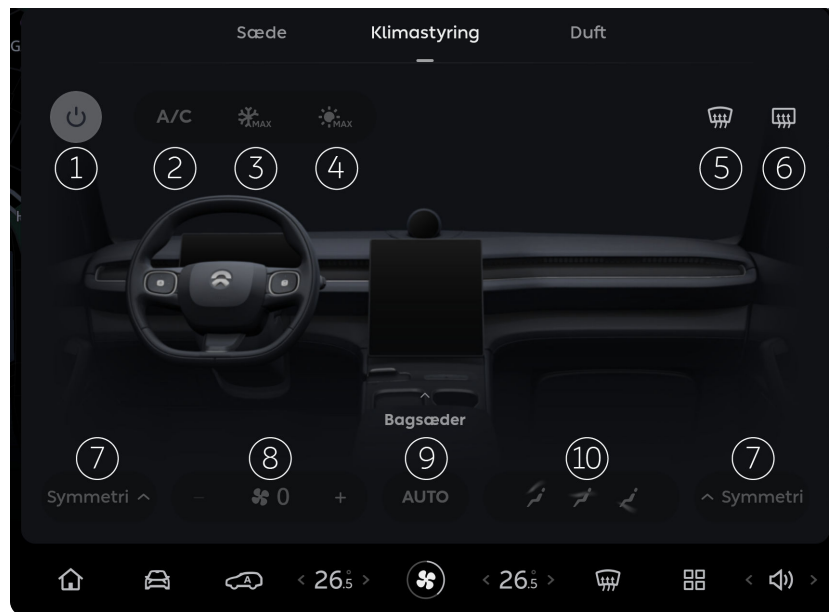 Sæde Klimastyring Duft
G
A/C MAX MAX
1 2 3 4 5 6
h
Bagsæder
7 8 9 10 7
Symmetri − 0 + AUTO Symmetri
A < 26.5° > < 26.5° > < >